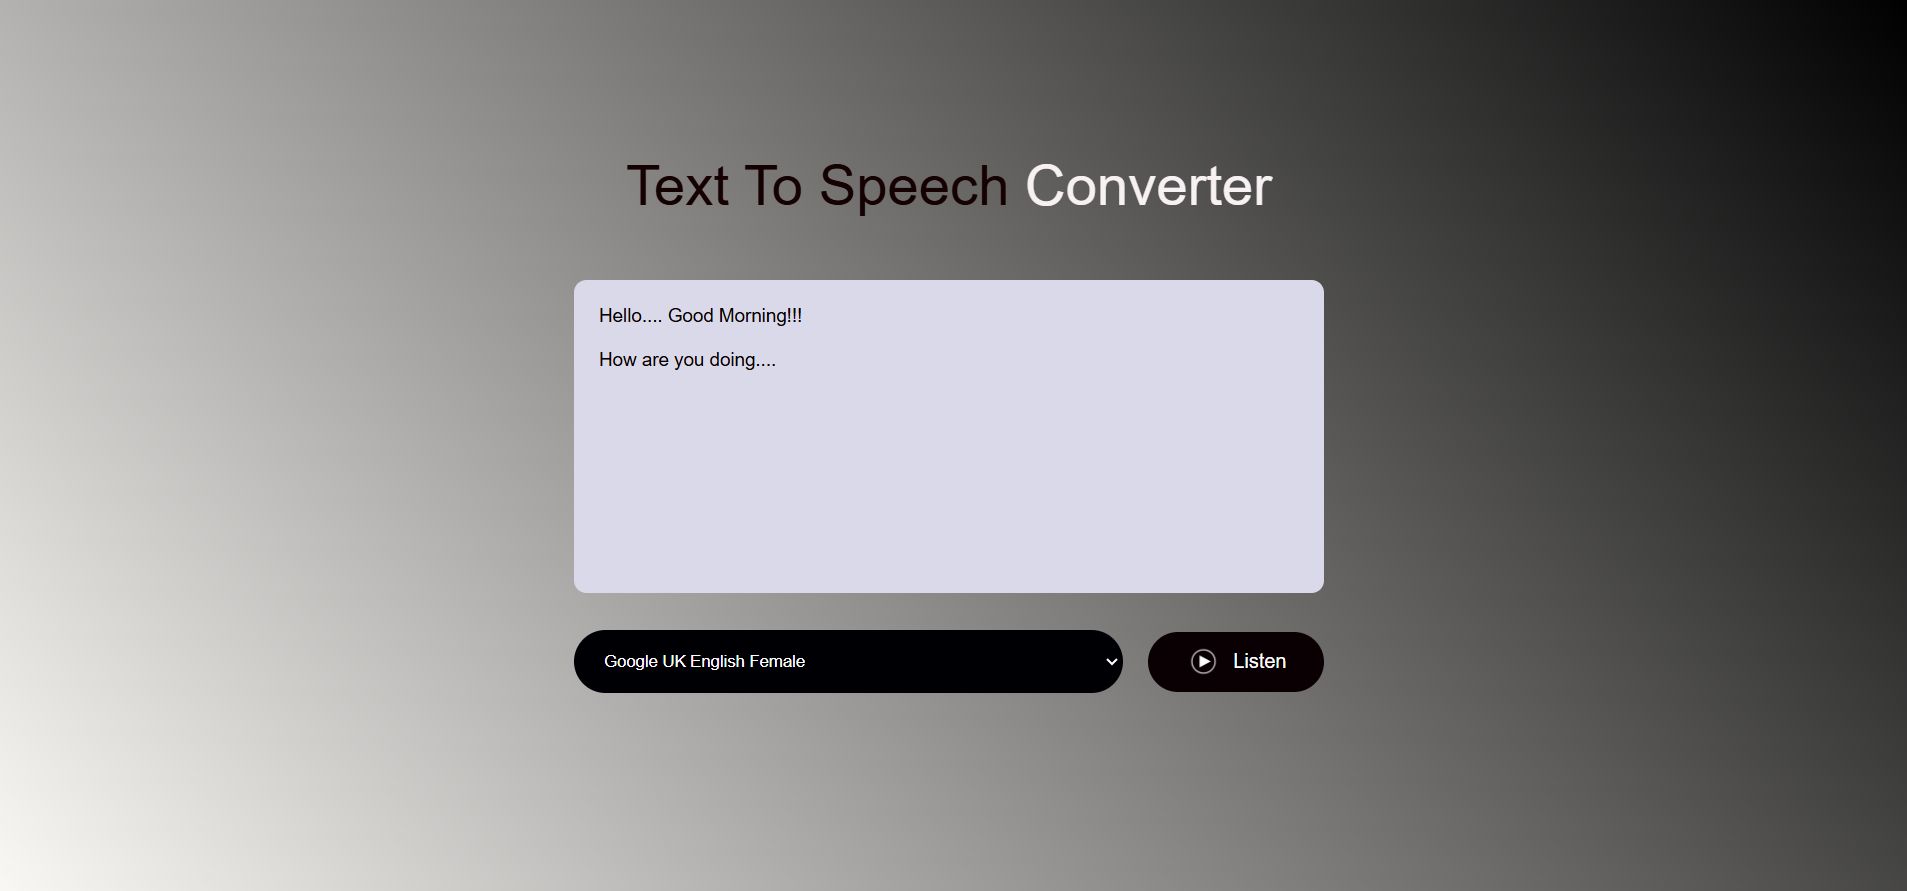 Text To Speech Converter
Hello.... Good Morning!!!
How are you doing....
Google UK English Female
Listen